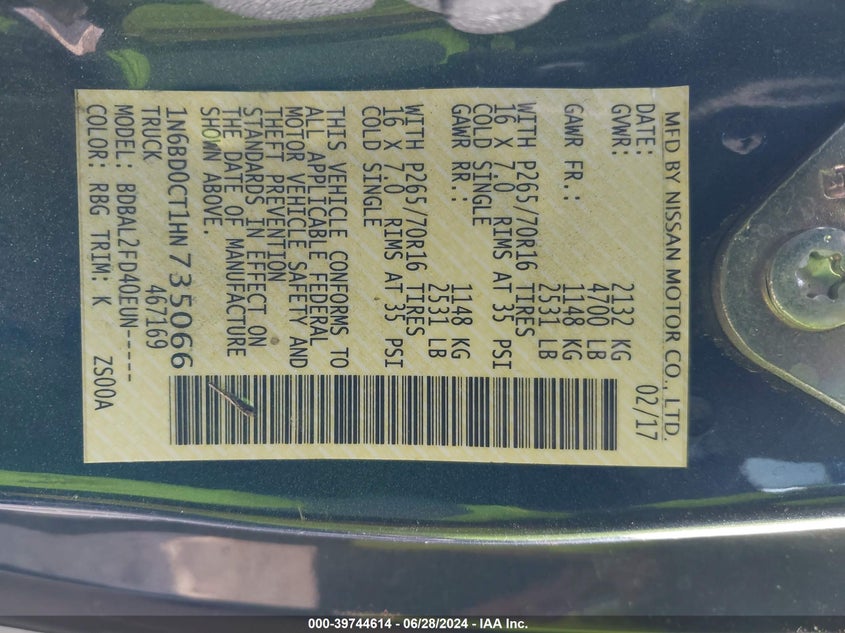 MFD BY NISSAN MOTOR CO., LTD.
DATE: 02/17
GVWR: 2132 KG
4700 LB
GAWR FR.: 1148 KG
2531 LB
WITH P265/70R16 TIRES
16 X 7.0 RIMS AT 35 PSI
COLD SINGLE
GAWR RR.: 1148 KG
2531 LB
WITH P265/70R16 TIRES
16 X 7.0 RIMS AT 35 PSI
COLD SINGLE
THIS VEHICLE CONFORMS TO
ALL APPLICABLE FEDERAL
MOTOR VEHICLE SAFETY AND
THEFT PREVENTION
STANDARDS IN EFFECT ON
THE DATE OF MANUFACTURE
SHOWN ABOVE.
1N6BD0CT1HN735066
TRUCK 467169
MODEL: BDBAL2FD40EUN-----
COLOR: RBG TRIM: K ZS00A
000-39744614 - 06/28/2024 - IAA Inc.